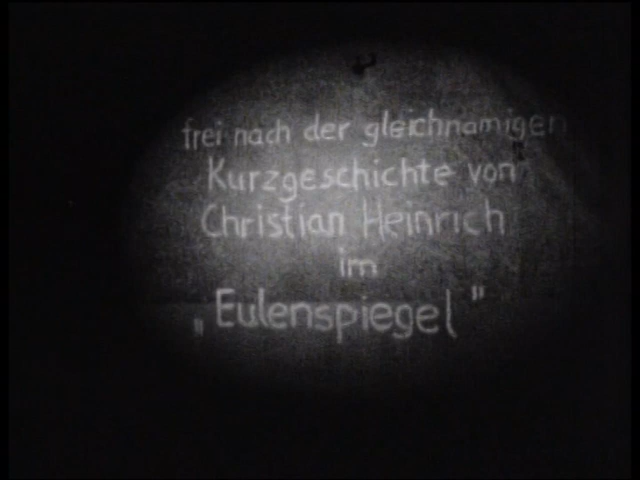 frei nach der gleichnamigen
Kurzgeschichte von
Christian Heinrich
im
„Eulenspiegel"